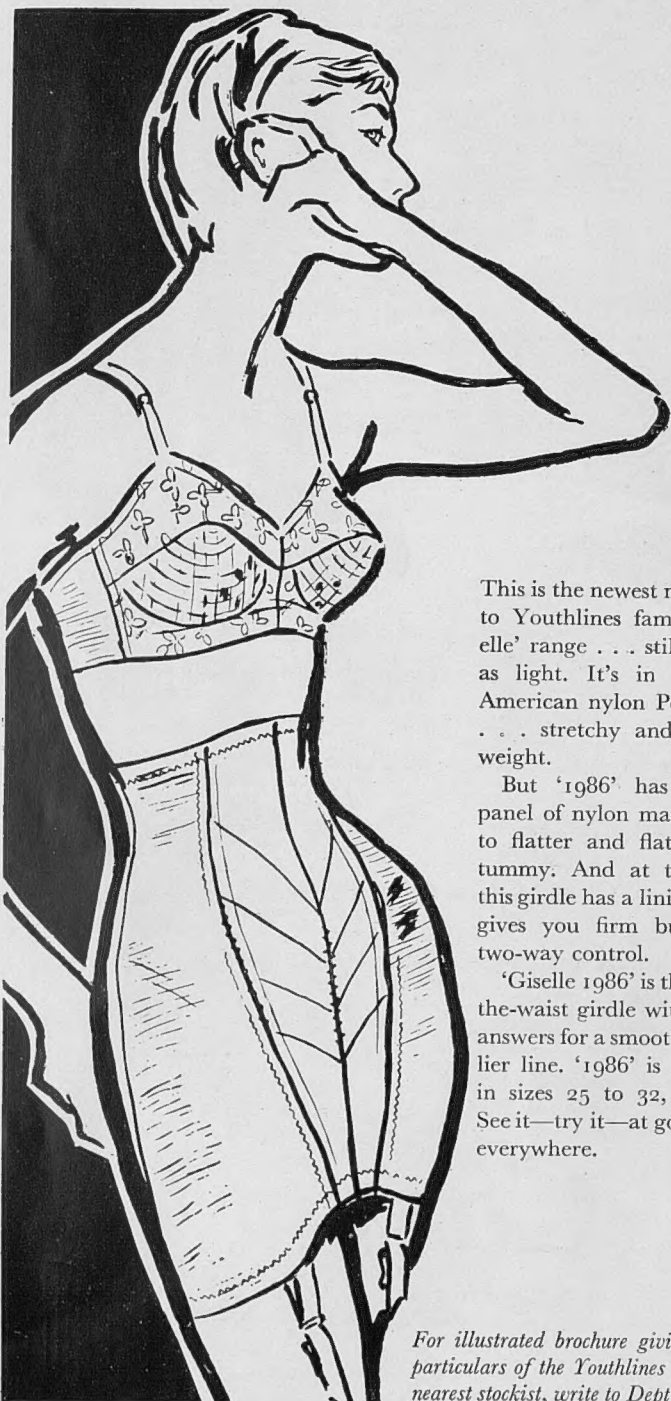 This is the newest
to Youthlines fam
elle' range . . . stil
as light. It's in
American nylon P
. . . stretchy and
weight.
But '1986' has
panel of nylon ma
to flatter and flat
tummy. And at t
this girdle has a lini
gives you firm bu
two-way control.
'Giselle 1986' is th
the-waist girdle wi
answers for a smoot
lier line. '1986' is
in sizes 25 to 32,
See it—try it—at go
everywhere.
For illustrated brochure givi
particulars of the Youthlines
nearest stockist, write to Dept